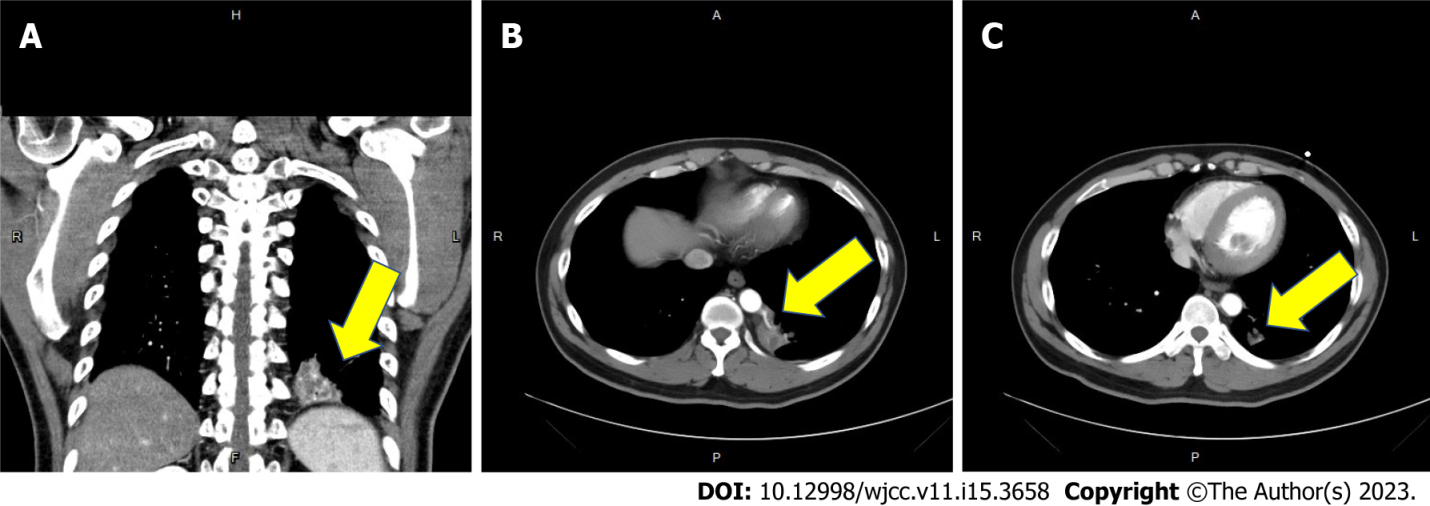 A
B
C
H
A
A
R
L
R
L
R
L
F
P
P
DOI: 10.12998/wjcc.v11.i15.3658 Copyright ©The Author(s) 2023.